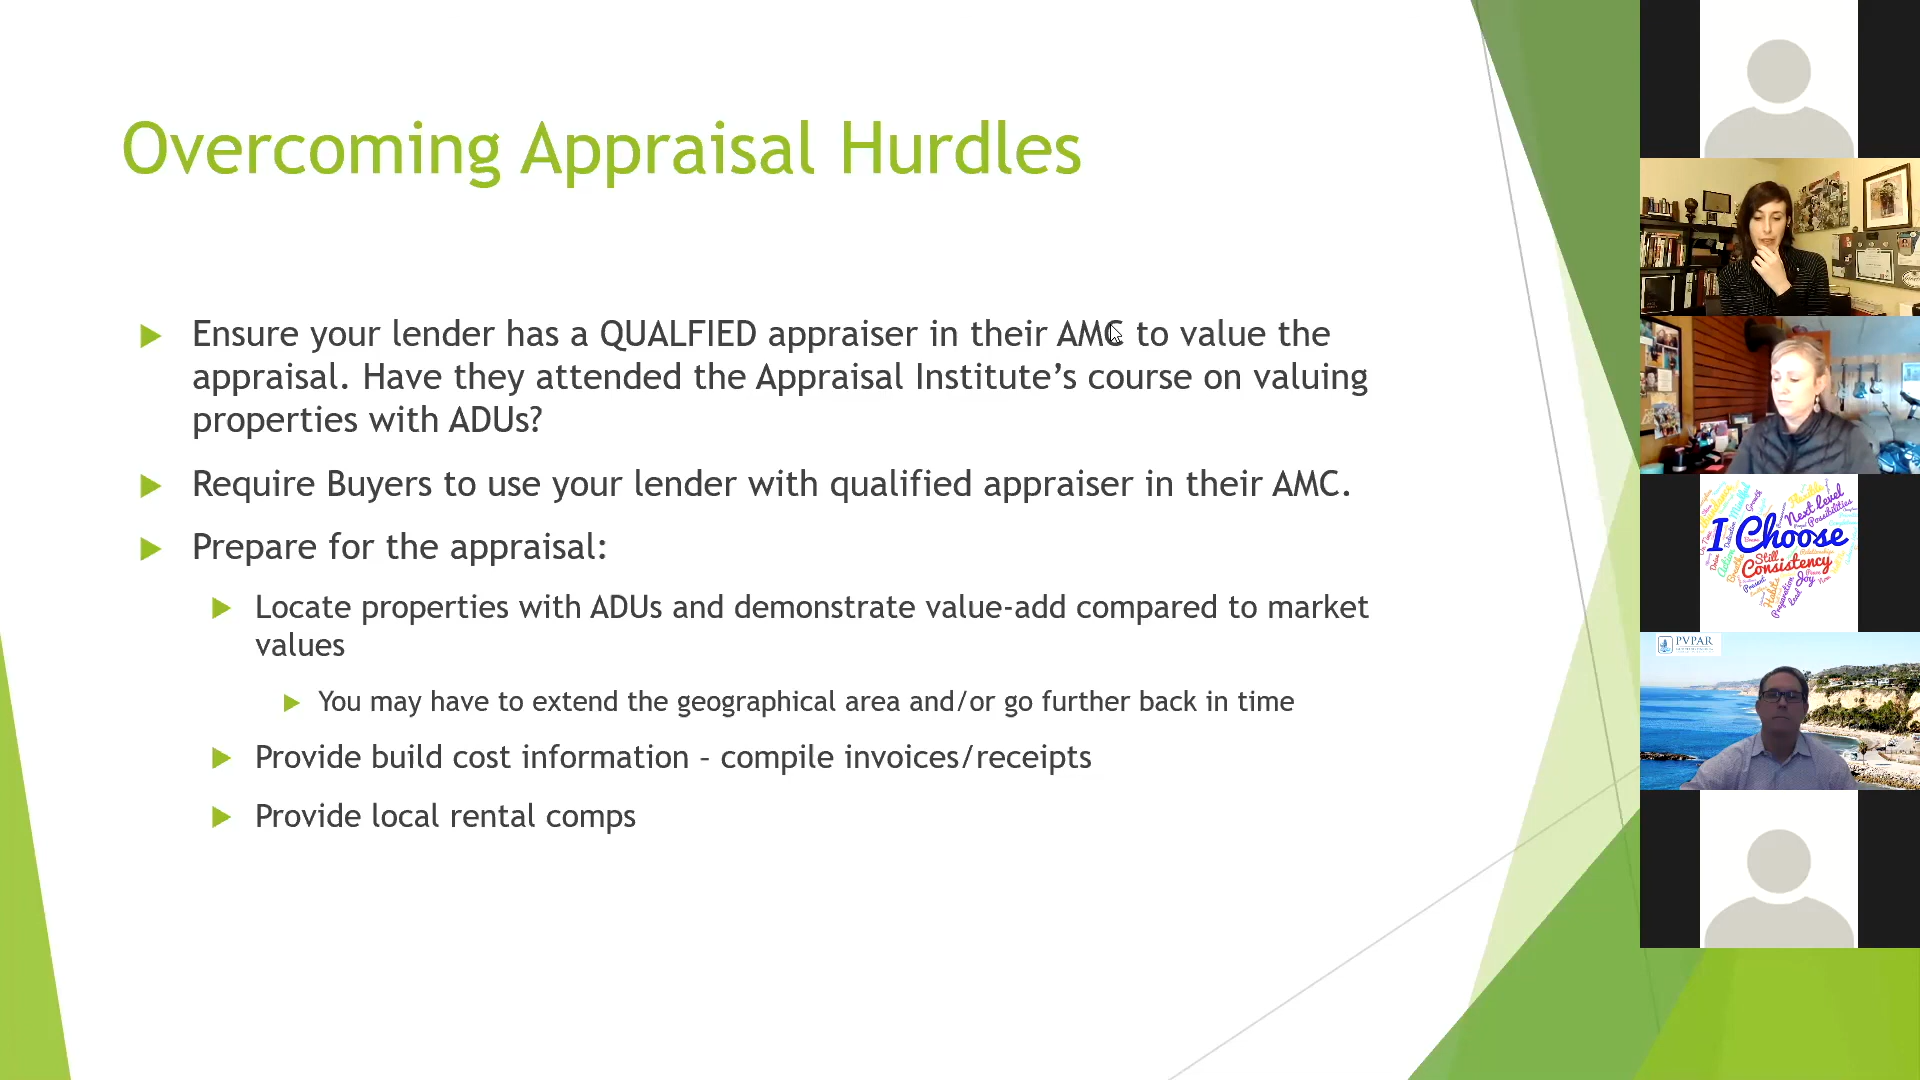 Overcoming Appraisal Hurdles
Ensure your lender has a QUALFIED appraiser in their AMC to value the
appraisal. Have they attended the Appraisal Institute’s course on valuing
properties with ADUs?
Require Buyers to use your lender with qualified appraiser in their AMC.
Prepare for the appraisal:
Locate properties with ADUs and demonstrate value-add compared to market
values
You may have to extend the geographical area and/or go further back in time
Provide build cost information – compile invoices/receipts
Provide local rental comps
Next Level
Possibilities
I Choose
Still
Consistency
Joy
Habits
PVPAR